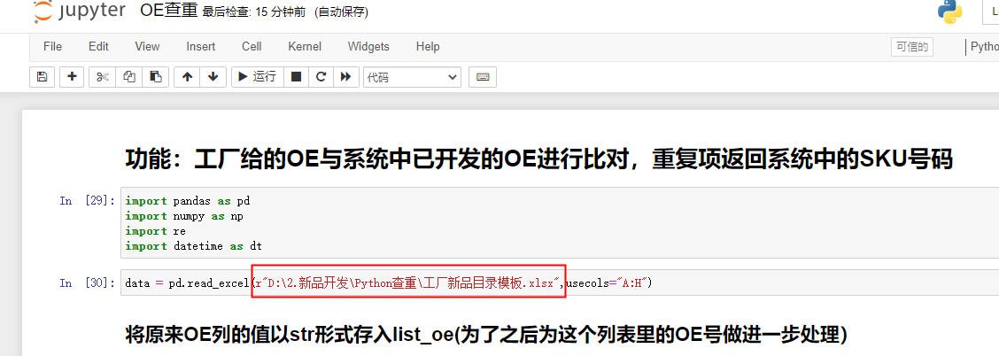 jupyter OE查重 最后检查: 15 分钟前 (自动保存)
File Edit View Insert Cell Kernel Widgets Help 可信的
运行 代码
功能：工厂给的OE与系统中已开发的OE进行比对，重复项返回系统中的SKU号码
In [29]: import pandas as pd
import numpy as np
import re
import datetime as dt
In [30]: data = pd.read_excel(r"D:\2.新品开发\Python查重\工厂新品目录模板.xlsx",usecols="A:H")
将原来OE列的值以str形式存入list_oe(为了之后为这个列表里的OE号做进一步处理）